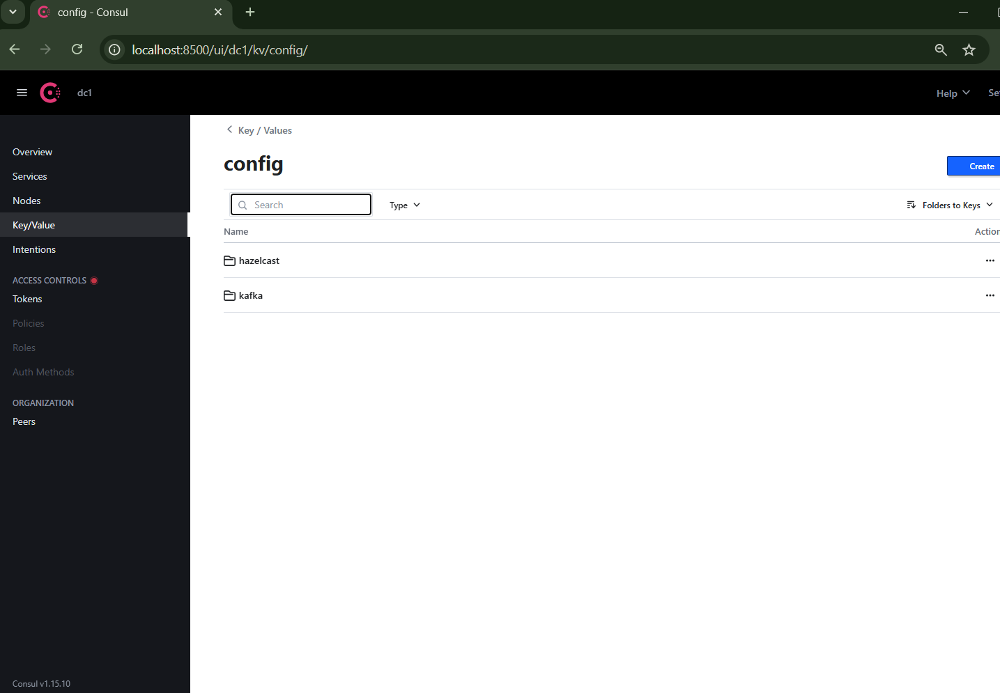 config - Consul
localhost:8500/ui/dc1/kv/config/
dc1
Help
Key / Values
config
Create
Search
Type
Folders to Keys
Name
hazelcast
kafka
Overview
Services
Nodes
Key/Value
Intentions
ACCESS CONTROLS
Tokens
Policies
Roles
Auth Methods
ORGANIZATION
Peers
Consul v1.15.10